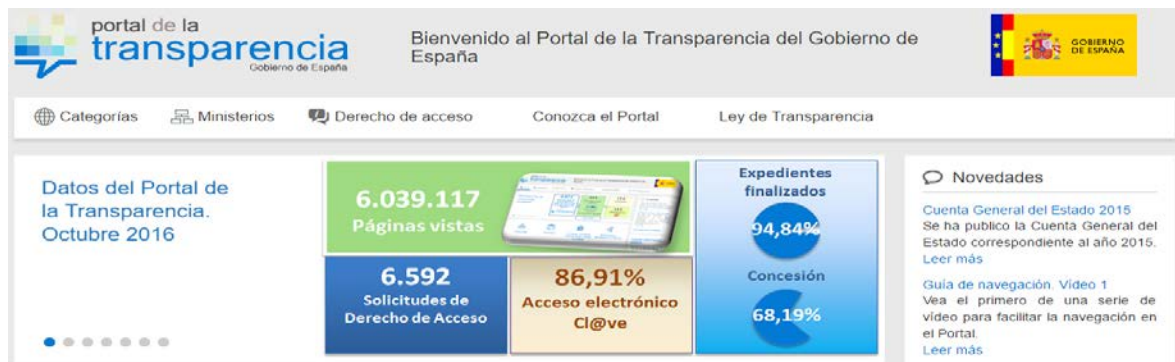 portal de la
transparencia
Gobierno de España
Bienvenido al Portal de la Transparencia del Gobierno de
España
GOBIERNO
DE ESPAÑA
Categorías
Ministerios
Derecho de acceso
Conozca el Portal
Ley de Transparencia
Datos del Portal de
la Transparencia.
Octubre 2016
6.039.117
Páginas vistas
6.592
Solicitudes de
Derecho de Acceso
86,91%
Acceso electrónico
Cl@ve
Expedientes
finalizados
94,84%
Concesión
68,19%
Novedades
Cuenta General del Estado 2015
Se ha publico la Cuenta General del
Estado correspondiente al año 2015.
Leer más
Guía de navegación. Vídeo 1
Vea el primero de una serie de
vídeo para facilitar la navegación en
el Portal.
Leer más